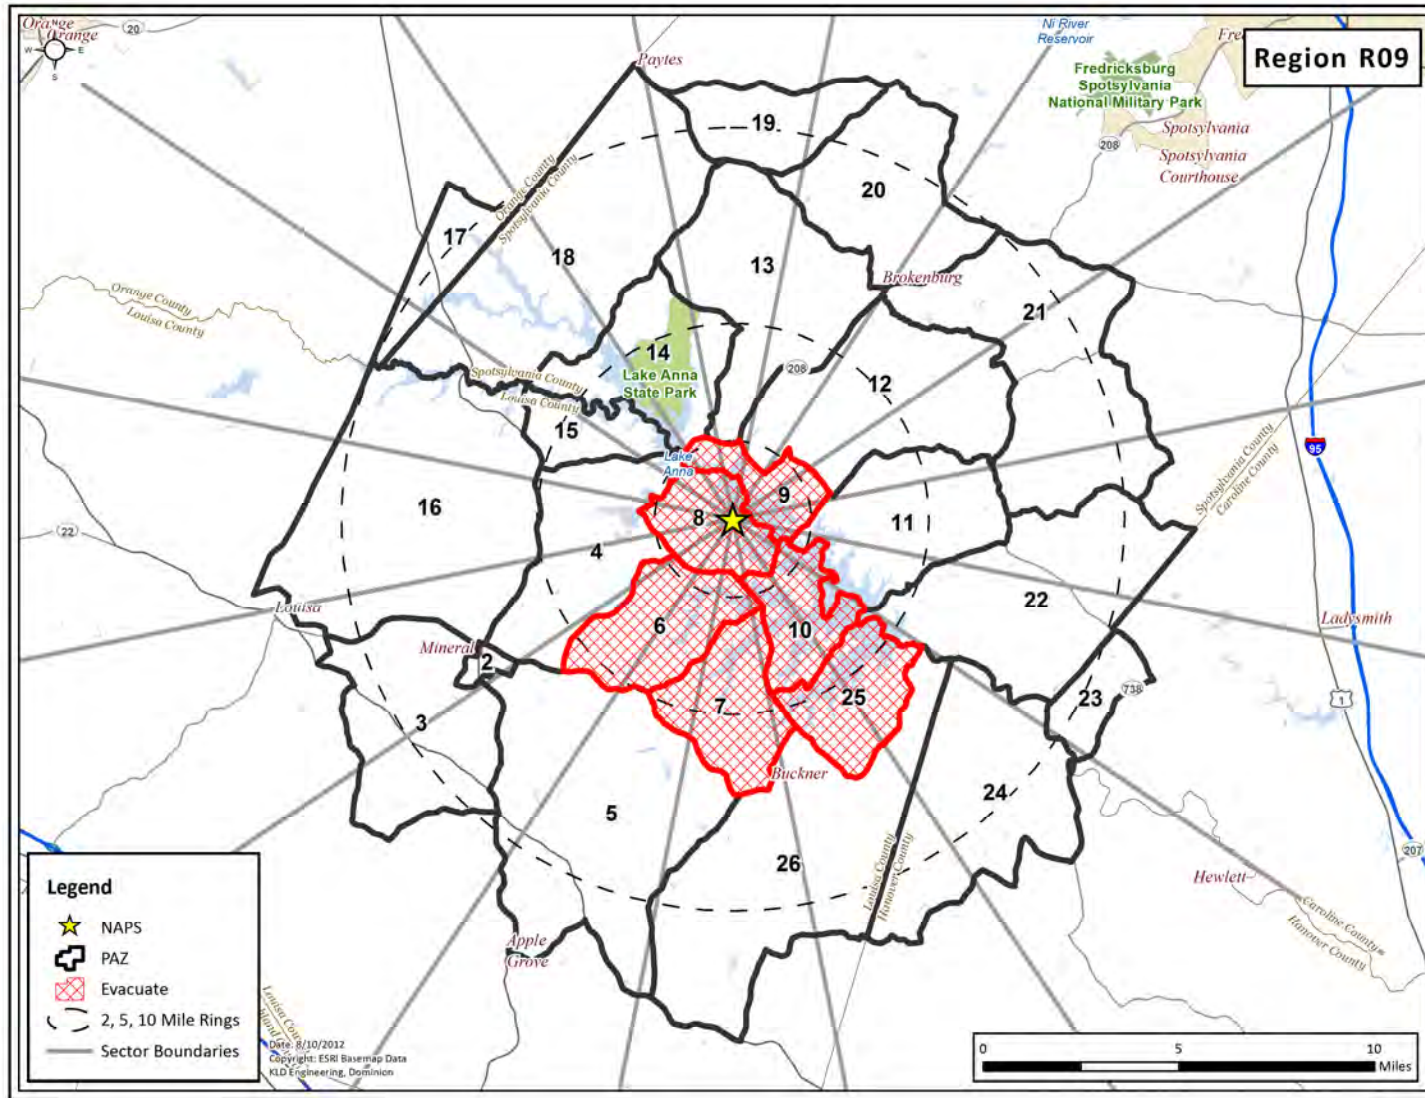 Orange
Orange
N
W
E
S
20
Paytes
Ni River
Reservoir
Fre
Region R09
Fredricksburg
Spotsylvania
National Military Park
Spotsylvania
208
Spotsylvania
Courthouse
19
20
Orange County
Spotsylvania County
17
18
13
Brokenburg
Orange County
Louisa County
21
14
Lake Anna
State Park
208
12
Spotsylvania County
Louisa County
15
Lake
Anna
95
Spotsylvania County
Caroline County
9
16
8
11
22
4
Louisa
22
Ladysmith
6
10
Mineral
2
25
23
738
1
7
3
Buckner
24
5
26
207
Louisa County
Hanover County
Hewlett
Caroline County
Hanover County
Apple
Grove
Legend
NAPS
PAZ
Evacuate
2, 5, 10 Mile Rings
Sector Boundaries
Date: 8/10/2012
Copyright: ESRI Basemap Data
KLD Engineering, Dominion
0 5 10
Miles